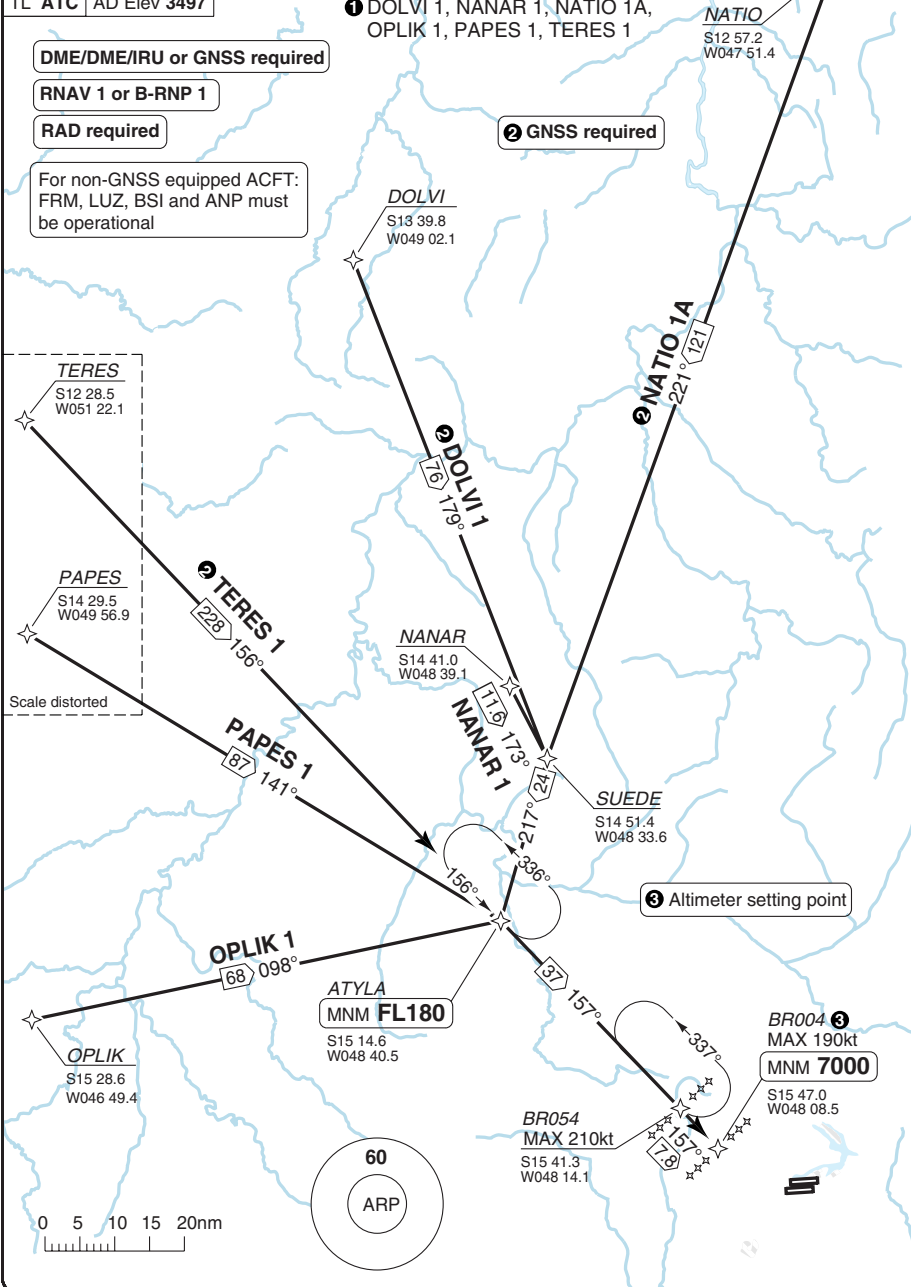 TL ATC AD Elev 3497
❶ DOLVI 1, NANAR 1, NATIO 1A,
OPLIK 1, PAPES 1, TERES 1
NATIO
S12 57.2
W047 51.4
DME/DME/IRU or GNSS required
RNAV 1 or B-RNP 1
RAD required
❷ GNSS required
For non-GNSS equipped ACFT:
FRM, LUZ, BSI and ANP must
be operational
DOLVI
S13 39.8
W049 02.1
❷ NATIO 1A
221° 121
TERES
S12 28.5
W051 22.1
❷ DOLVI 1
76 179°
PAPES
S14 29.5
W049 56.9
Scale distorted
❷ TERES 1
228 156°
NANAR
S14 41.0
W048 39.1
11.6 173°
NANAR 1
PAPES 1
87 141°
SUEDE
S14 51.4
W048 33.6
217° 24
336°
156°
❸ Altimeter setting point
OPLIK 1
68 098°
ATYLA
MNM FL180
S15 14.6
W048 40.5
37 157°
OPLIK
S15 28.6
W046 49.4
337°
BR004 ❸
MAX 190kt
MNM 7000
S15 47.0
W048 08.5
BR054
MAX 210kt
S15 41.3
W048 14.1
157°
7.8
60
ARP
0 5 10 15 20nm